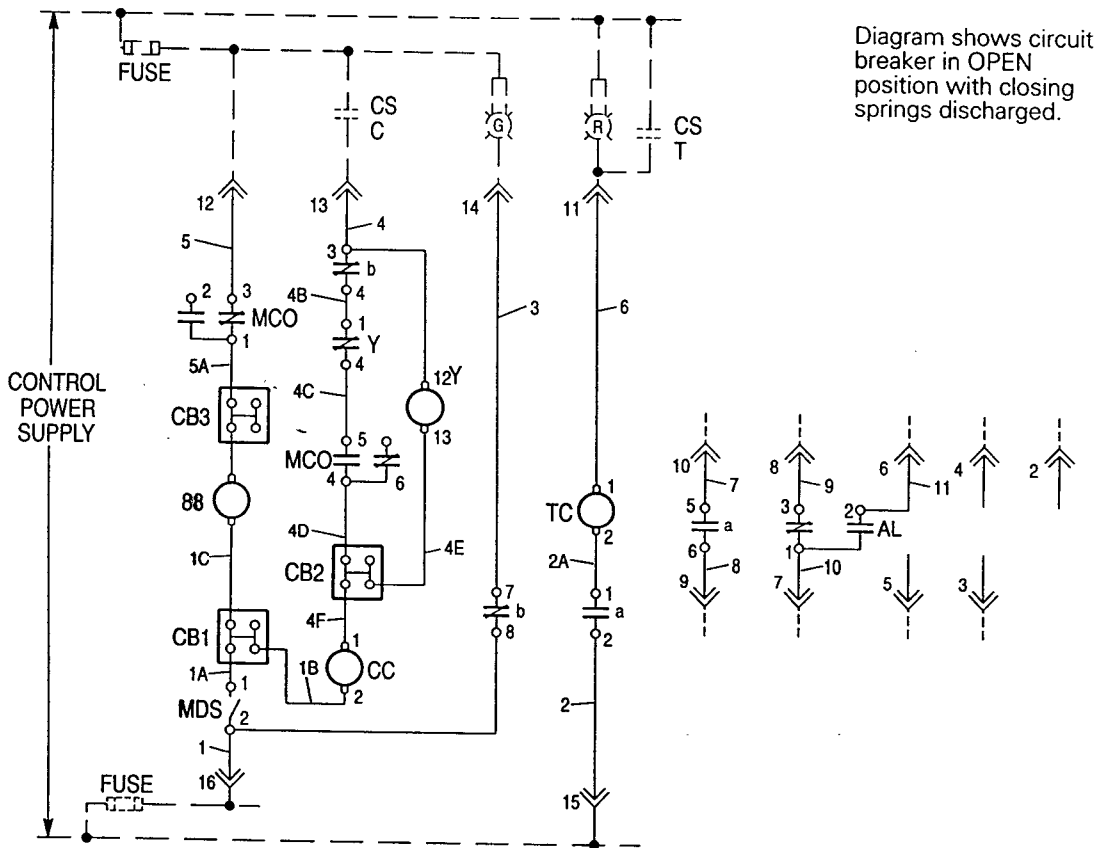 Diagram shows circuit
breaker in OPEN
position with closing
springs discharged.
FUSE
CS
C
G
R
CS
T
12
13
14
11
5
4
3
b
2
3
4B
4
3
6
MCO
1
1
Y
5A
4
12Y
CONTROL
POWER
SUPPLY
CB3
4C
13
5
MCO
4
6
10
8
6
4
2
7
9
11
88
1
TC
2
5
a
6
3
1
2
AL
4D
4E
2A
1C
CB2
8
9
10
7
5
3
7
b
8
1
a
2
CB1
4F
1
CC
2
1A
1B
1
MDS
2
1
2
FUSE
16
15